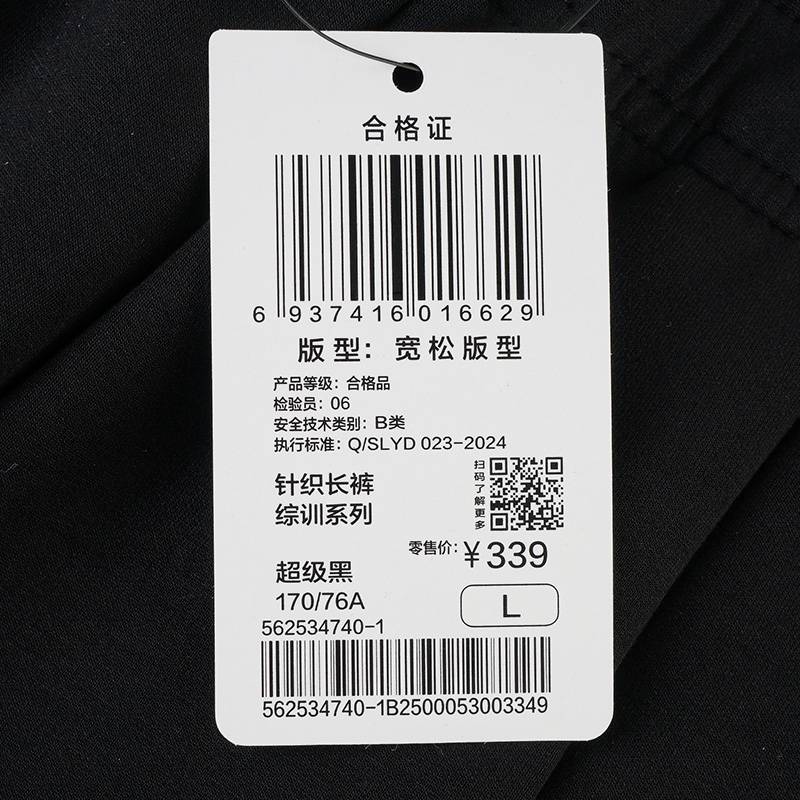 合格证
6 937416 016629
版型：宽松版型
产品等级：合格品
检验员：06
安全技术类别：B类
执行标准：Q/SLYD 023-2024
扫码了解更多
针织长裤
综训系列
零售价：¥339
超级黑
170/76A
L
562534740-1
562534740-1B2500053003349